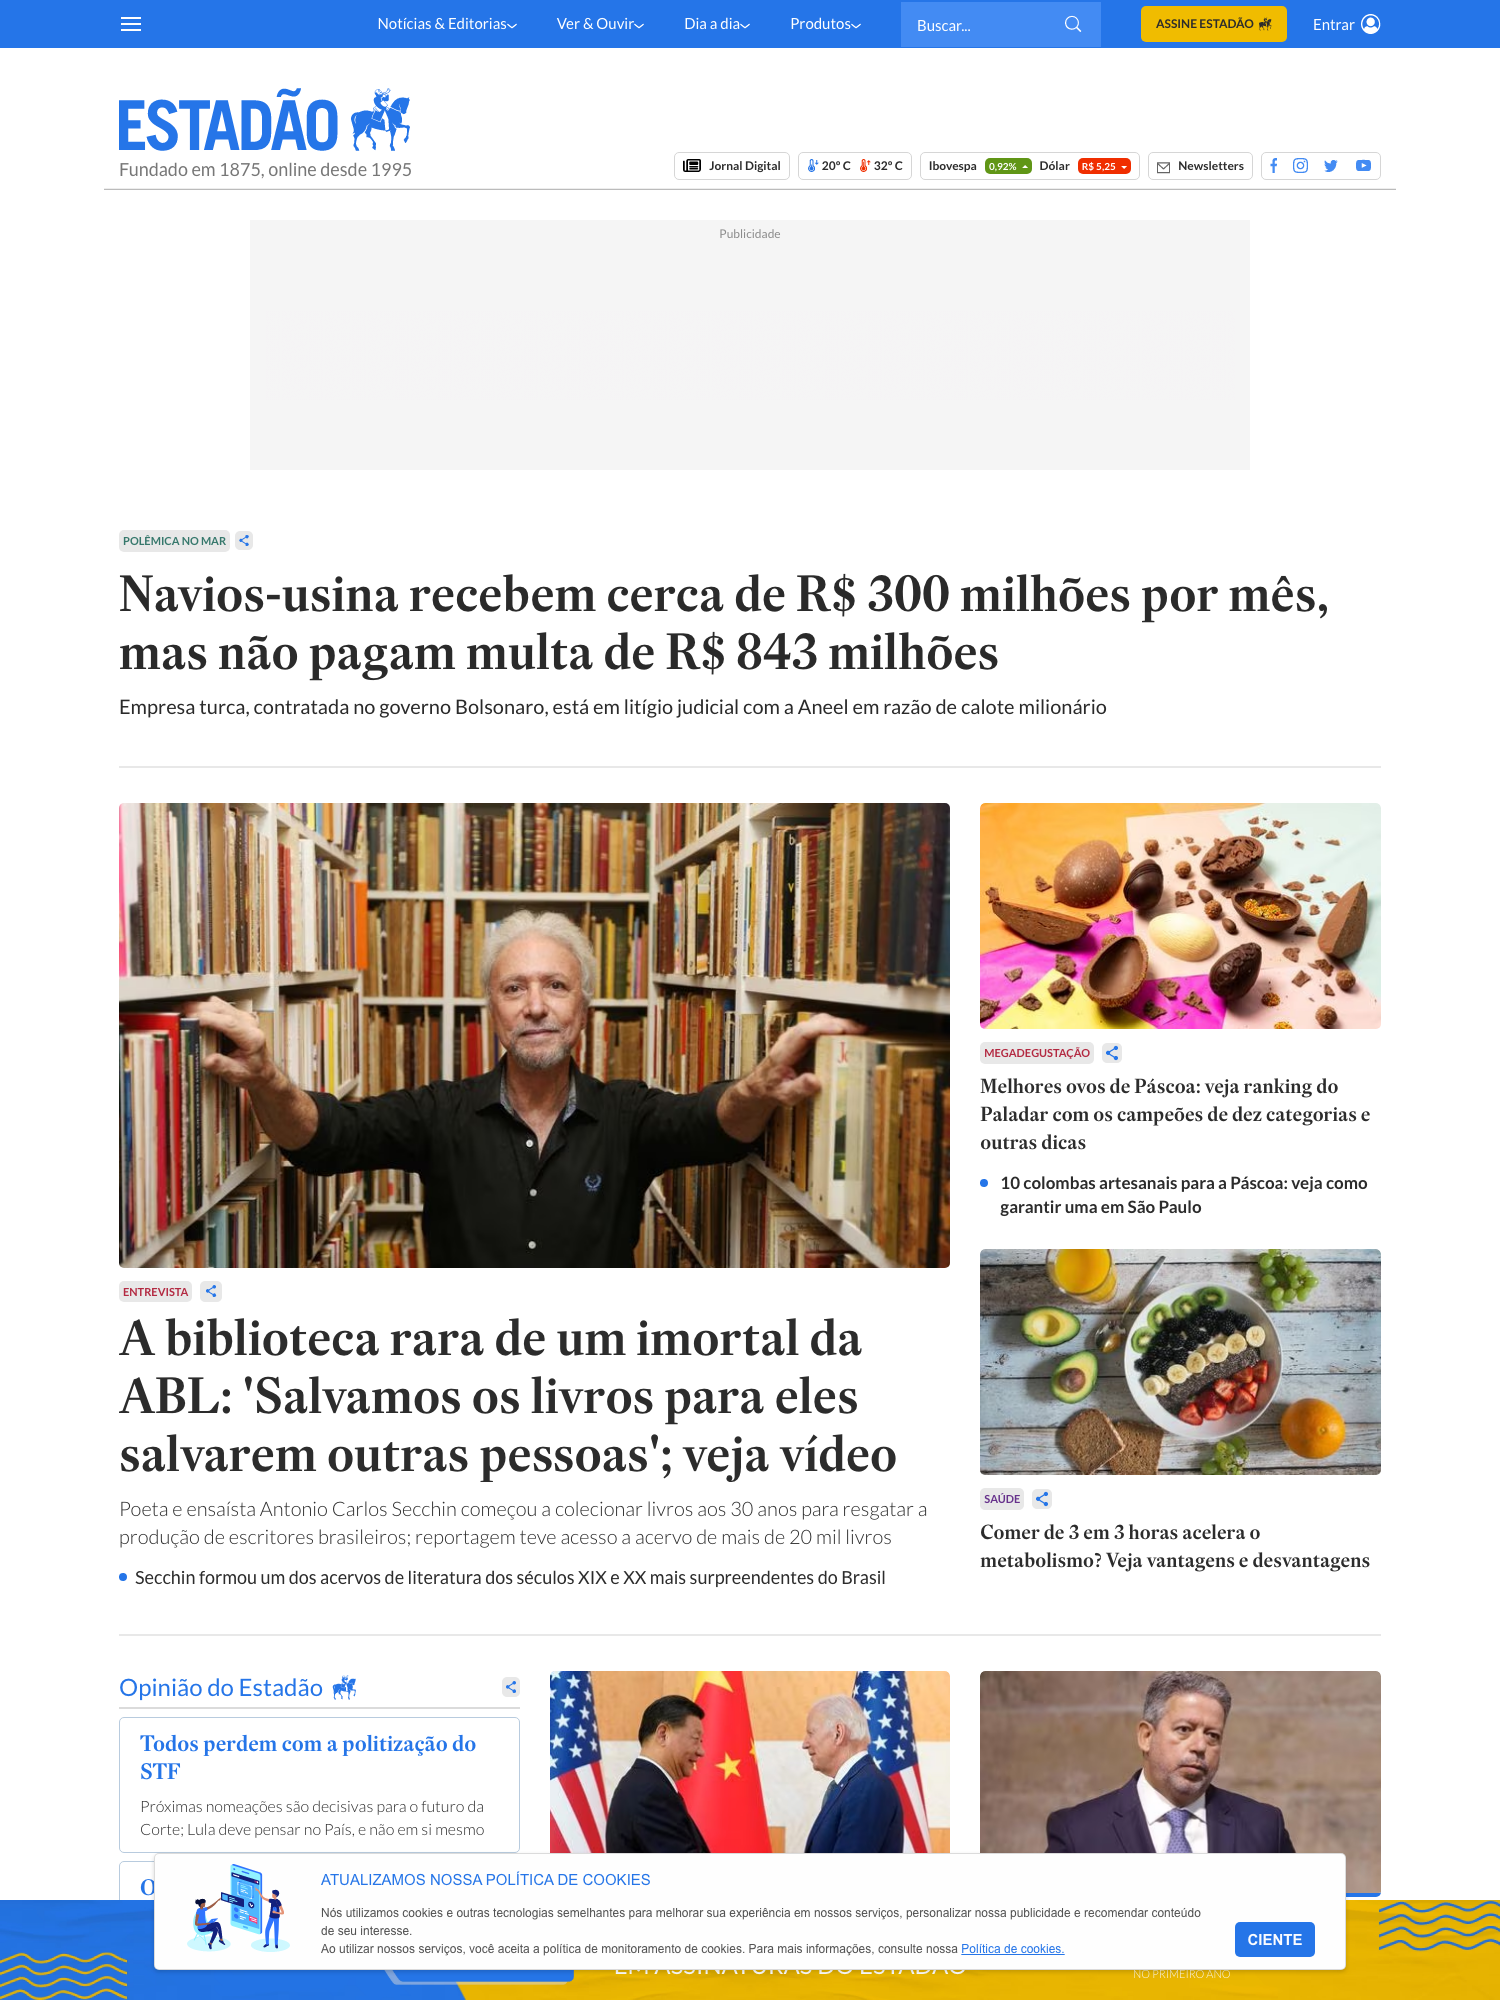 Notícias & Editorias
Ver & Ouvir
Dia a dia
Produtos
Buscar...
ASSINE ESTADÃO
Entrar
ESTADÃO
Fundado em 1875, online desde 1995
Jornal Digital
20º C 32º C
Ibovespa 0,92% Dólar R$ 5,25
Newsletters
Publicidade
POLÊMICA NO MAR
Navios-usina recebem cerca de R$ 300 milhões por mês,
mas não pagam multa de R$ 843 milhões
Empresa turca, contratada no governo Bolsonaro, está em litígio judicial com a Aneel em razão de calote milionário
ENTREVISTA
A biblioteca rara de um imortal da
ABL: 'Salvamos os livros para eles
salvarem outras pessoas'; veja vídeo
Poeta e ensaísta Antonio Carlos Secchin começou a colecionar livros aos 30 anos para resgatar a
produção de escritores brasileiros; reportagem teve acesso a acervo de mais de 20 mil livros
Secchin formou um dos acervos de literatura dos séculos XIX e XX mais surpreendentes do Brasil
MEGADEGUSTAÇÃO
Melhores ovos de Páscoa: veja ranking do
Paladar com os campeões de dez categorias e
outras dicas
10 colombas artesanais para a Páscoa: veja como
garantir uma em São Paulo
SAÚDE
Comer de 3 em 3 horas acelera o
metabolismo? Veja vantagens e desvantagens
Opinião do Estadão
Todos perdem com a politização do
STF
Próximas nomeações são decisivas para o futuro da
Corte; Lula deve pensar no País, e não em si mesmo
O
ATUALIZAMOS NOSSA POLÍTICA DE COOKIES
Nós utilizamos cookies e outras tecnologias semelhantes para melhorar sua experiência em nossos serviços, personalizar nossa publicidade e recomendar conteúdo
de seu interesse.
Ao utilizar nossos serviços, você aceita a política de monitoramento de cookies. Para mais informações, consulte nossa Política de cookies.
CIENTE
EM ASSINATURAS DO ESTADÃO
NO PRIMEIRO ANO